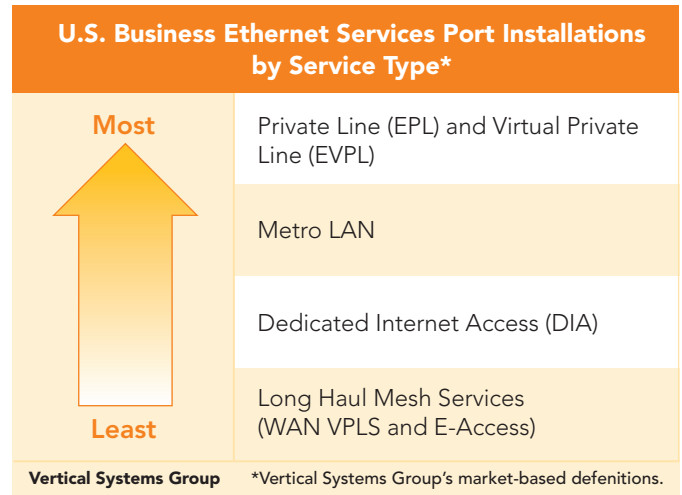 U.S. Business Ethernet Services Port Installations
by Service Type*
Most
Private Line (EPL) and Virtual Private
Line (EVPL)
Metro LAN
Dedicated Internet Access (DIA)
Long Haul Mesh Services
(WAN VPLS and E-Access)
Least
Vertical Systems Group
*Vertical Systems Group's market-based defenitions.